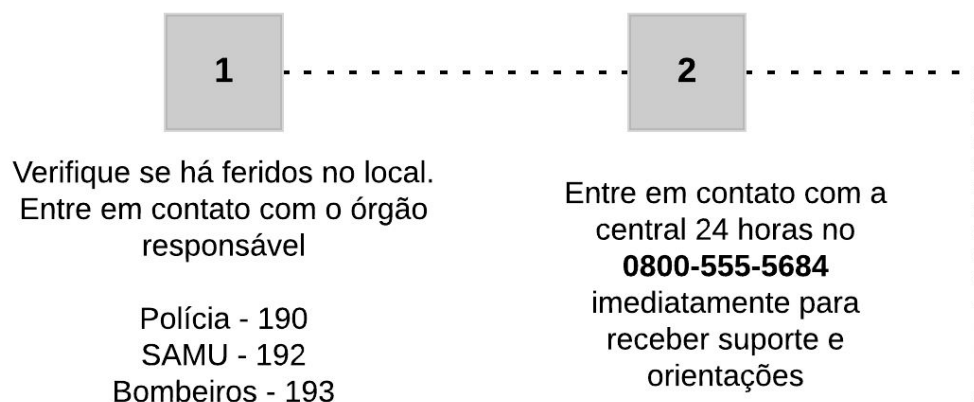 1
Verifique se há feridos no local.
Entre em contato com o órgão
responsável
Polícia - 190
SAMU - 192
Bombeiros - 193
2
Entre em contato com a
central 24 horas no
0800-555-5684
imediatamente para
receber suporte e
orientações